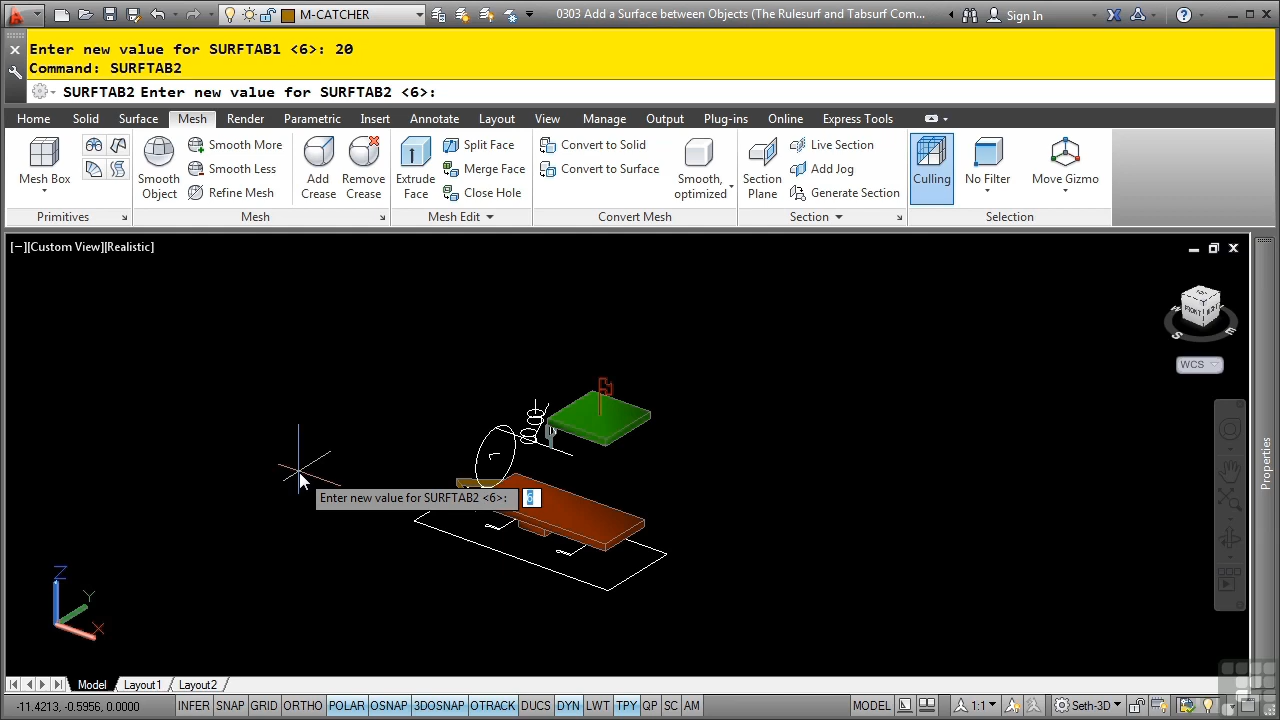 M-CATCHER
0303 Add a Surface between Objects (The Rulesurf and Tabsurf Com...
Sign In
Enter new value for SURFTAB1 <6>: 20
Command: SURFTAB2
SURFTAB2 Enter new value for SURFTAB2 <6>:
Home Solid Surface Mesh Render Parametric Insert Annotate Layout View Manage Output Plug-ins Online Express Tools
Mesh Box
Smooth Object
Smooth More
Smooth Less
Refine Mesh
Add Crease
Remove Crease
Extrude Face
Split Face
Merge Face
Close Hole
Convert to Solid
Convert to Surface
Smooth, optimized
Section Plane
Live Section
Add Jog
Generate Section
Culling
No Filter
Move Gizmo
Primitives Mesh Mesh Edit Convert Mesh Section Selection
[−][Custom View][Realistic]
FRONT
S
E
WCS
Properties
Enter new value for SURFTAB2 <6>: 6
Z
Y
X
Model Layout1 Layout2
-11.4213, -0.5956, 0.0000 INFER SNAP GRID ORTHO POLAR OSNAP 3DOSNAP OTRACK DUCS DYN LWT TPY QP SC AM MODEL 1:1 Seth-3D